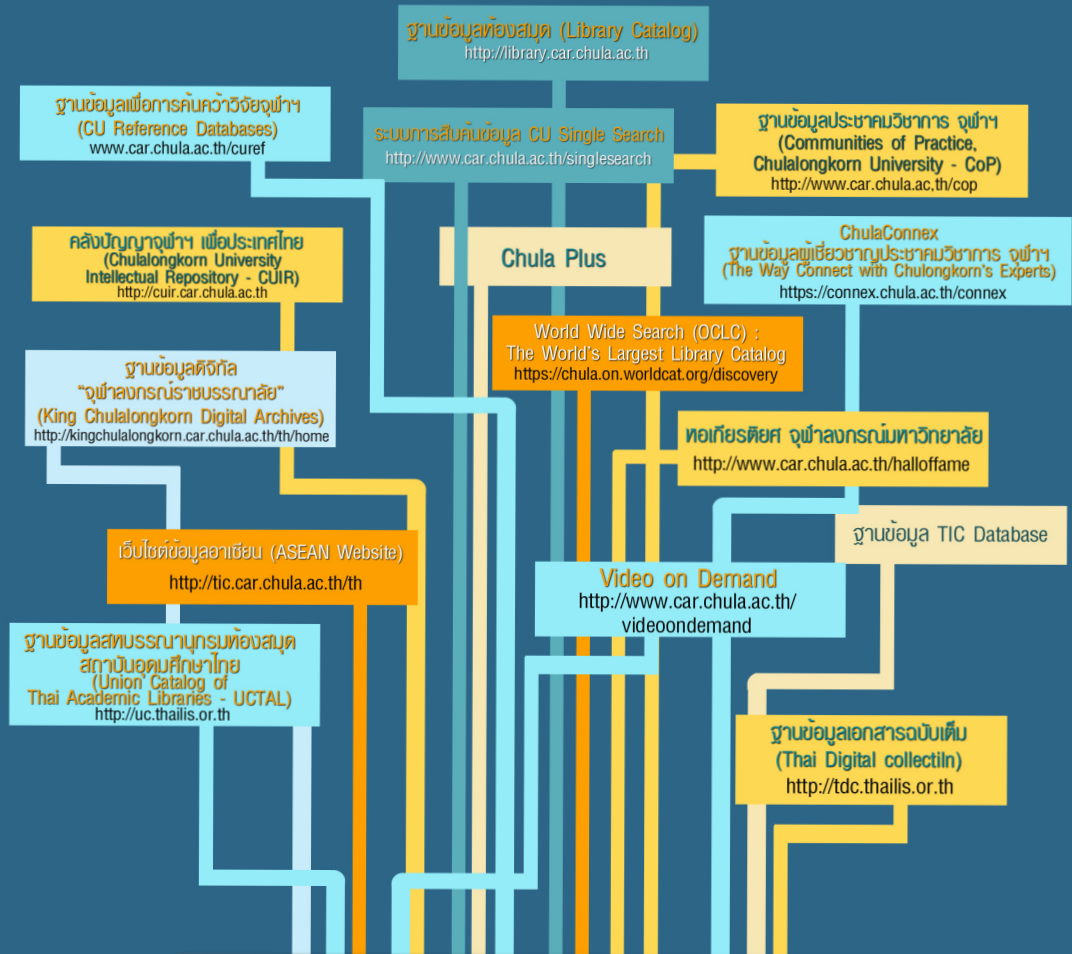 ฐานข้อมูลห้องสมุด (Library Catalog)
http://library.car.chula.ac.th
ฐานข้อมูลเพื่อการค้นคว้าวิจัยจุฬาฯ
(CU Reference Databases)
www.car.chula.ac.th/curef
ระบบการสืบค้นข้อมูล CU Single Search
http://www.car.chula.ac.th/singlesearch
ฐานข้อมูลประชาคมวิชาการ จุฬาฯ
(Communities of Practice,
Chulalongkorn University - CoP)
http://www.car.chula.ac.th/cop
คลังปัญญาจุฬาฯ เพื่อประเทศไทย
(Chulalongkorn University
Intellectual Repository - CUIR)
http://cuir.car.chula.ac.th
Chula Plus
ChulaConnex
ฐานข้อมูลผู้เชี่ยวชาญประชาคมวิชาการ จุฬาฯ
(The Way Connect with Chulongkorn's Experts)
https://connex.chula.ac.th/connex
World Wide Search (OCLC) :
The World's Largest Library Catalog
https://chula.on.worldcat.org/discovery
ฐานข้อมูลดิจิทัล
“จุฬาลงกรณ์ราชบรรณาลัย”
(King Chulalongkorn Digital Archives)
http://kingchulalongkorn.car.chula.ac.th/th/home
หอเกียรติยศ จุฬาลงกรณ์มหาวิทยาลัย
http://www.car.chula.ac.th/halloffame
ฐานข้อมูล TIC Database
เว็บไซต์ข้อมูลอาเซียน (ASEAN Website)
http://tic.car.chula.ac.th/th
Video on Demand
http://www.car.chula.ac.th/
videoondemand
ฐานข้อมูลสหบรรณานุกรมห้องสมุด
สถาบันอุดมศึกษาไทย
(Union Catalog of
Thai Academic Libraries - UCTAL)
http://uc.thailis.or.th
ฐานข้อมูลเอกสารฉบับเต็ม
(Thai Digital collectiln)
http://tdc.thailis.or.th